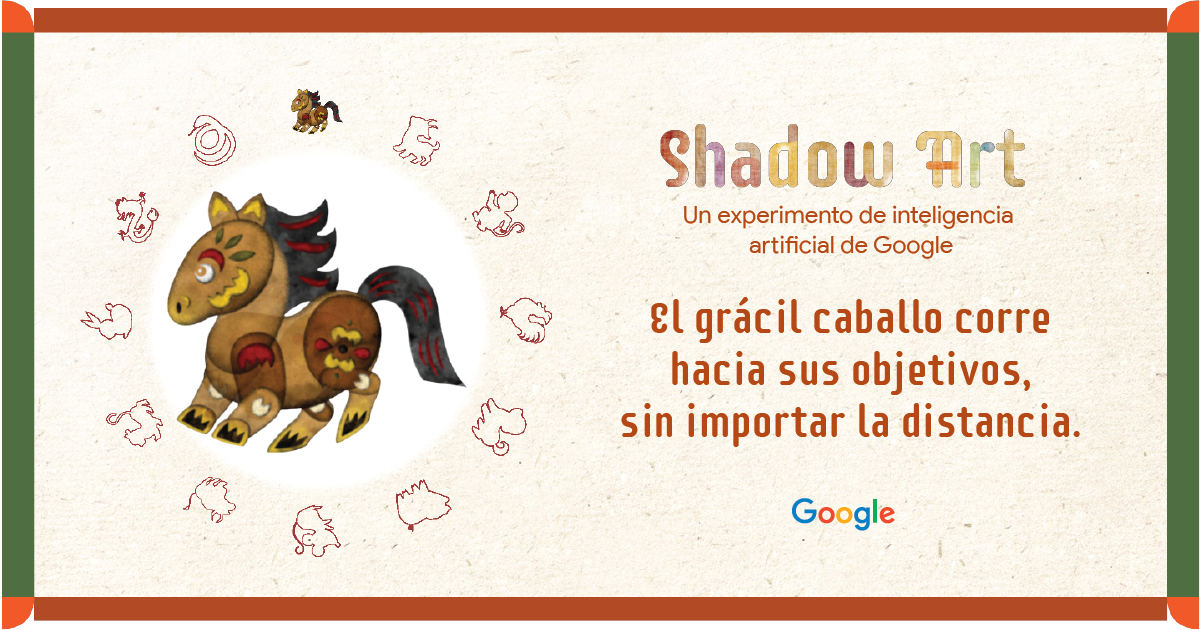 Shadow Art
Un experimento de inteligencia
artificial de Google
El grácil caballo corre
hacia sus objetivos,
sin importar la distancia.
Google